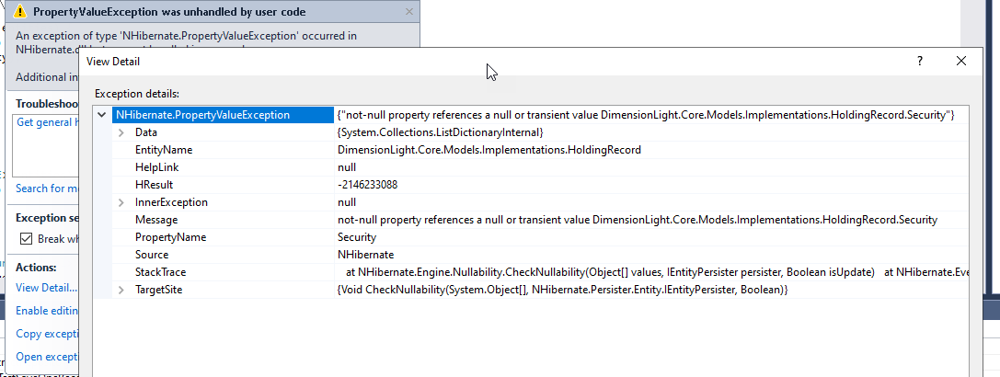 PropertyValueException was unhandled by user code
An exception of type 'NHibernate.PropertyValueException' occurred in
View Detail
Additional in
Exception details:
Troubleshoo
NHibernate.PropertyValueException {"not-null property references a null or transient value DimensionLight.Core.Models.Implementations.HoldingRecord.Security"}
Get general h
Data {System.Collections.ListDictionaryInternal}
EntityName DimensionLight.Core.Models.Implementations.HoldingRecord
HelpLink null
HResult -2146233088
Search for m
InnerException null
Exception se
Message not-null property references a null or transient value DimensionLight.Core.Models.Implementations.HoldingRecord.Security
Break wh
PropertyName Security
Source NHibernate
Actions:
StackTrace at NHibernate.Engine.Nullability.CheckNullability(Object[] values, IEntityPersister persister, Boolean isUpdate) at NHibernate.Eve
View Detail...
TargetSite {Void CheckNullability(System.Object[], NHibernate.Persister.Entity.IEntityPersister, Boolean)}
Enable editin
Copy excepti
Open excepti